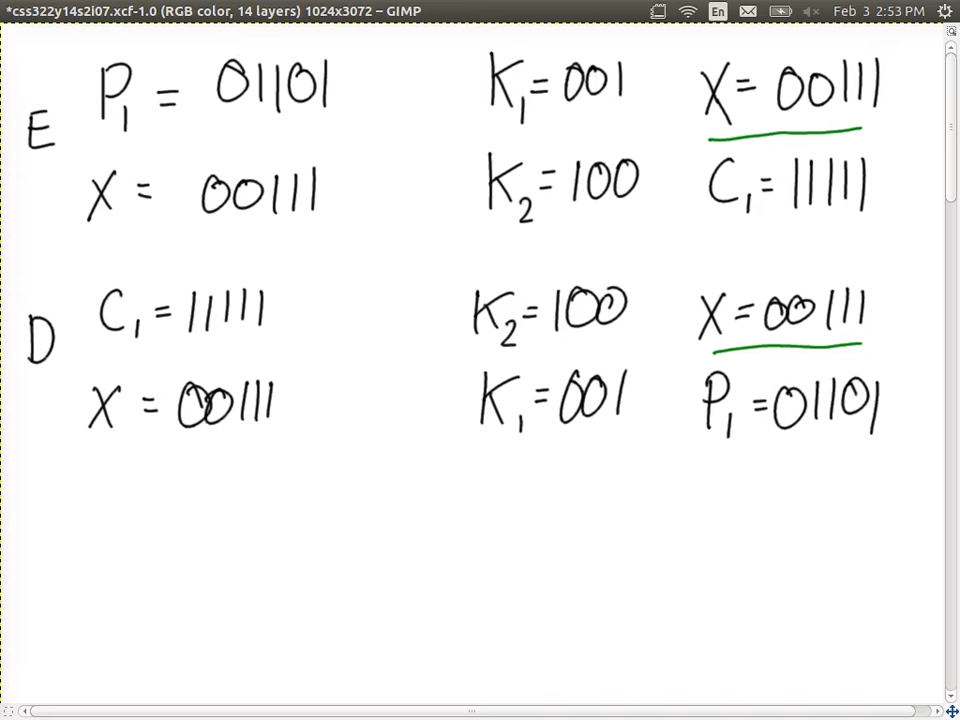 *css322y14s2i07.xcf-1.0 (RGB color, 14 layers) 1024x3072 – GIMP En Feb 3 2:53 PM
E P₁ = 01101 K₁ = 001 X = 00111
X = 00111 K₂ = 100 C₁ = 11111
D C₁ = 11111 K₂ = 100 X = 00111
X = 00111 K₁ = 001 P₁ = 01101